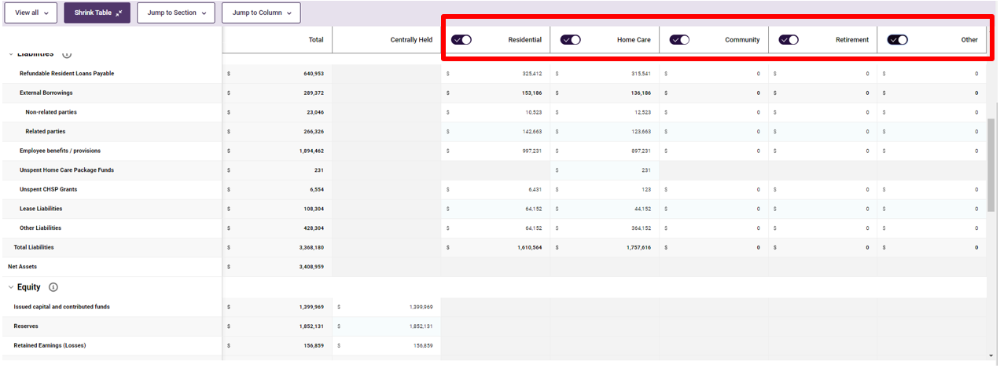 View all Shrink Table Jump to Section Jump to Column
Total Centrally Held Residential Home Care Community Retirement Other
Liabilities
Refundable Resident Loans Payable $ 640,953 $ 325,412 $ 315,541 $ 0 $ 0 $ 0
External Borrowings $ 289,372 $ 153,186 $ 136,186 $ 0 $ 0 $ 0
Non-related parties $ 23,046 $ 10,523 $ 12,523 $ 0 $ 0 $ 0
Related parties $ 266,326 $ 142,663 $ 123,663 $ 0 $ 0 $ 0
Employee benefits / provisions $ 1,894,462 $ 997,231 $ 897,231 $ 0 $ 0 $ 0
Unspent Home Care Package Funds $ 231 $ 231
Unspent CHSP Grants $ 6,554 $ 6,431 $ 123 $ 0 $ 0 $ 0
Lease Liabilities $ 108,304 $ 64,152 $ 44,152 $ 0 $ 0 $ 0
Other Liabilities $ 428,304 $ 64,152 $ 364,152 $ 0 $ 0 $ 0
Total Liabilities $ 3,368,180 $ 1,610,564 $ 1,757,616 $ 0 $ 0 $ 0
Net Assets $ 3,408,959
Equity
Issued capital and contributed funds $ 1,399,969 $ 1,399,969
Reserves $ 1,852,131 $ 1,852,131
Retained Earnings (Losses) $ 156,859 $ 156,859